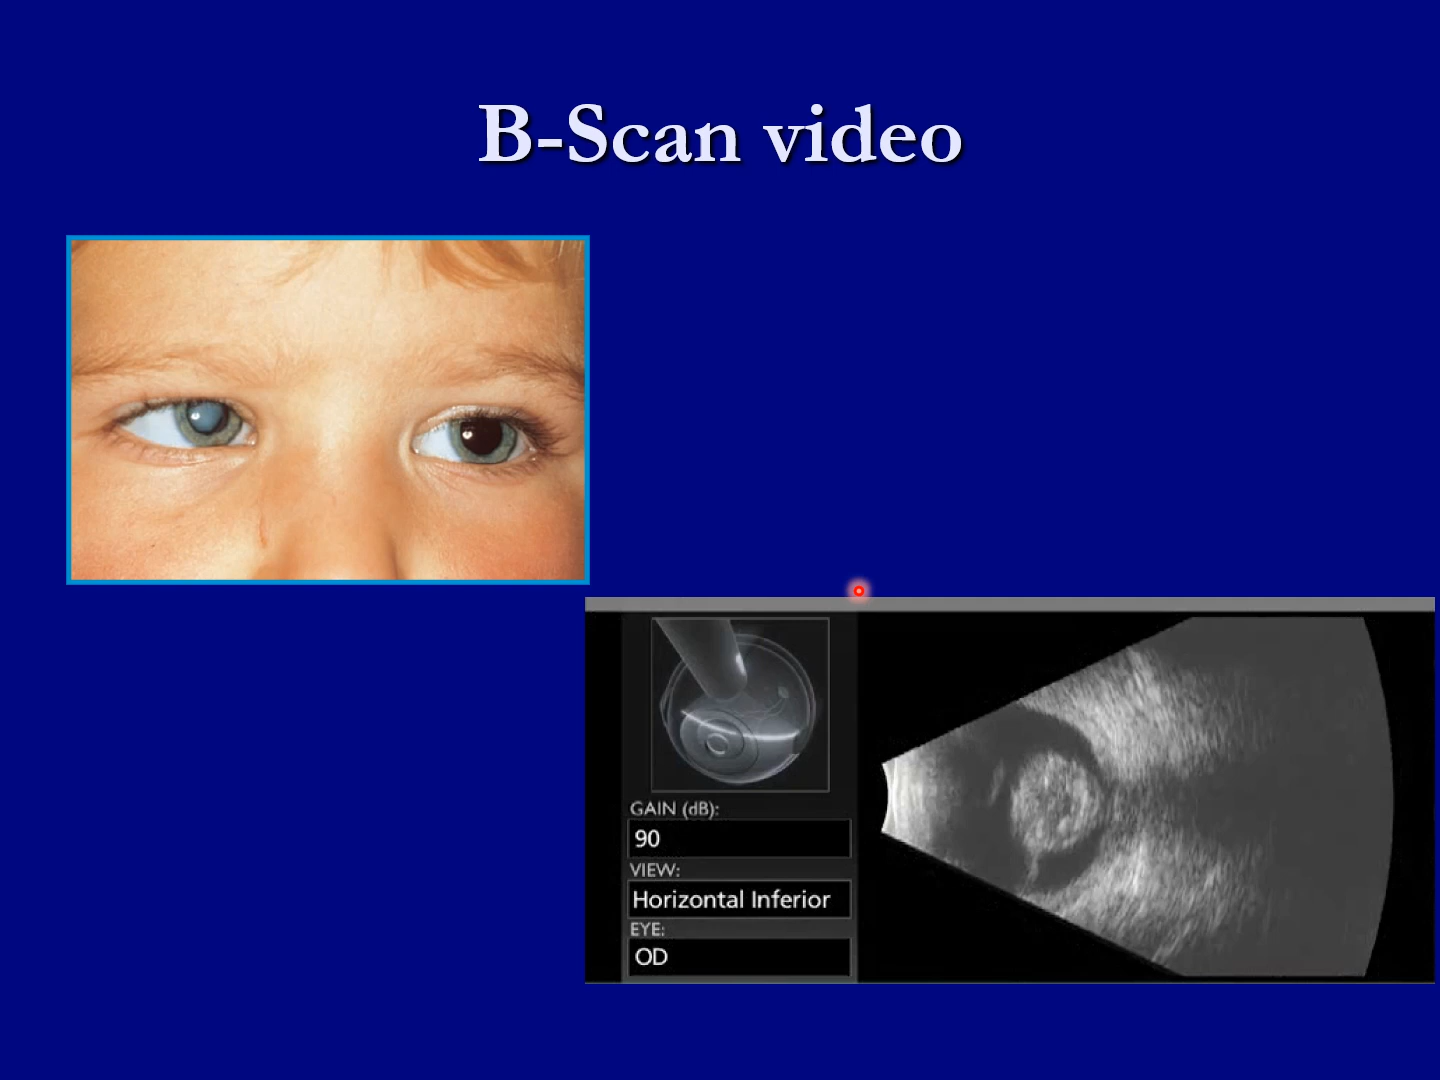 B-Scan video
GAIN (dB):
90
VIEW:
Horizontal Inferior
EYE:
OD